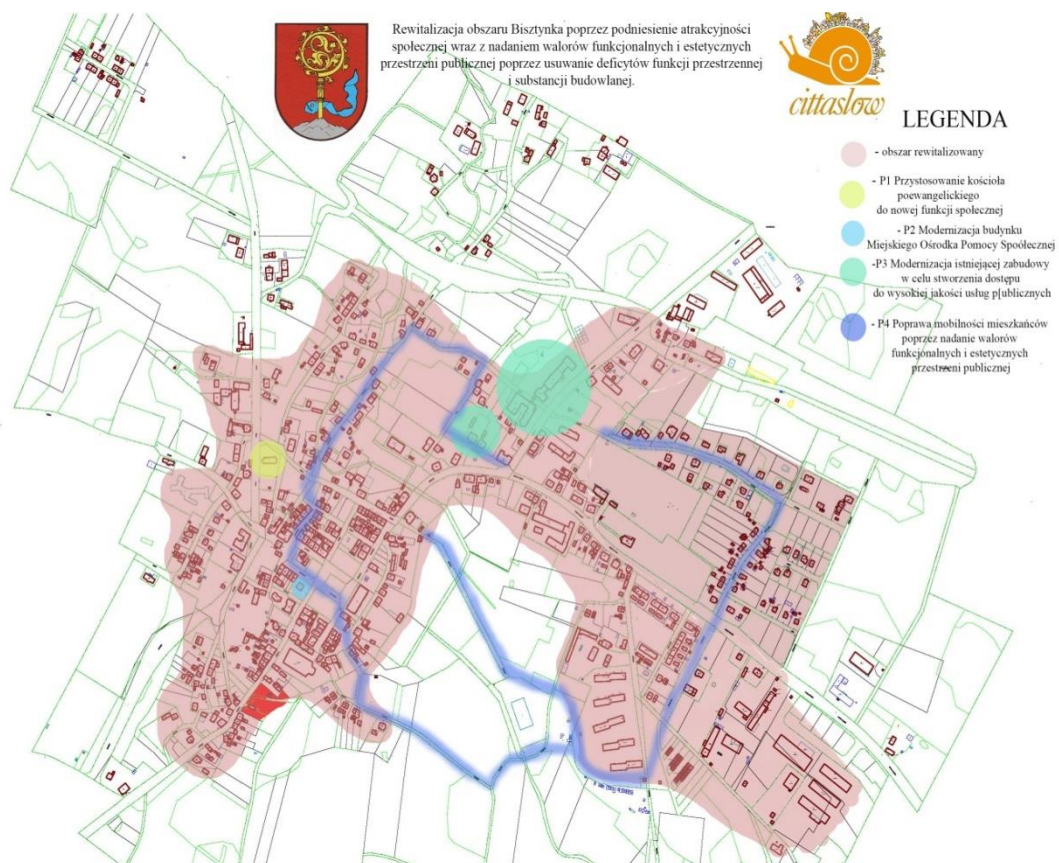 Rewitalizacja obszaru Bisztynka poprzez podniesienie atrakcyjności
społecznej wraz z nadaniem walorów funkcjonalnych i estetycznych
przestrzeni publicznej poprzez usuwanie deficytów funkcji przestrzennej
i substancji budowlanej.
cittaslow
LEGENDA
- obszar rewitalizowany
- P1 Przystosowanie kościoła
poewangelickiego
do nowej funkcji społecznej
- P2 Modernizacja budynku
Miejskiego Ośrodka Pomocy Spoółecznej
-P3 Modernizacja istniejącej zabudowy
w celu stworzenia dostępu
do wysokiej jakości usług p[ublicznych
- P4 Poprawa mobilności mieszkańców
poprzez nadanie walorów
funkcjonalnych i estetycznych
przestrzeni publicznej